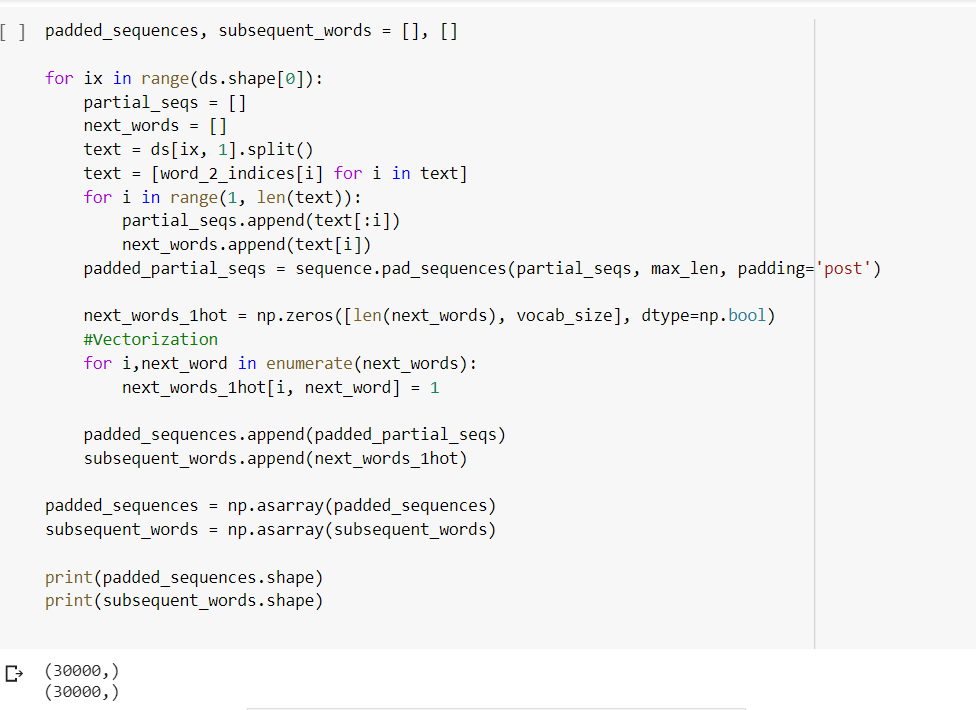 [ ] padded_sequences, subsequent_words = [], []
for ix in range(ds.shape[0]):
    partial_seqs = []
    next_words = []
    text = ds[ix, 1].split()
    text = [word_2_indices[i] for i in text]
    for i in range(1, len(text)):
        partial_seqs.append(text[:i])
        next_words.append(text[i])
    padded_partial_seqs = sequence.pad_sequences(partial_seqs, max_len, padding='post')
    next_words_1hot = np.zeros([len(next_words), vocab_size], dtype=np.bool)
    #Vectorization
    for i,next_word in enumerate(next_words):
        next_words_1hot[i, next_word] = 1
    padded_sequences.append(padded_partial_seqs)
    subsequent_words.append(next_words_1hot)
padded_sequences = np.asarray(padded_sequences)
subsequent_words = np.asarray(subsequent_words)
print(padded_sequences.shape)
print(subsequent_words.shape)
(30000,)
(30000,)